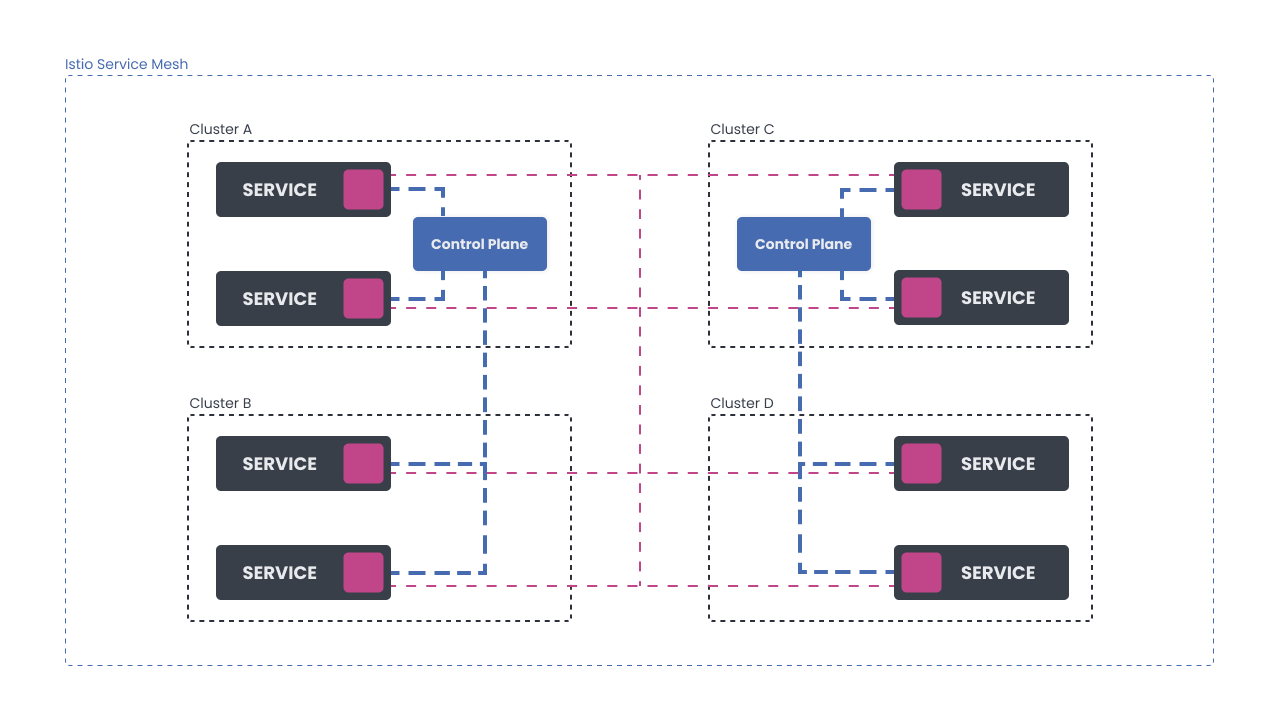 Istio Service Mesh
Cluster A
Cluster C
SERVICE
SERVICE
Control Plane
Control Plane
SERVICE
SERVICE
Cluster B
Cluster D
SERVICE
SERVICE
SERVICE
SERVICE